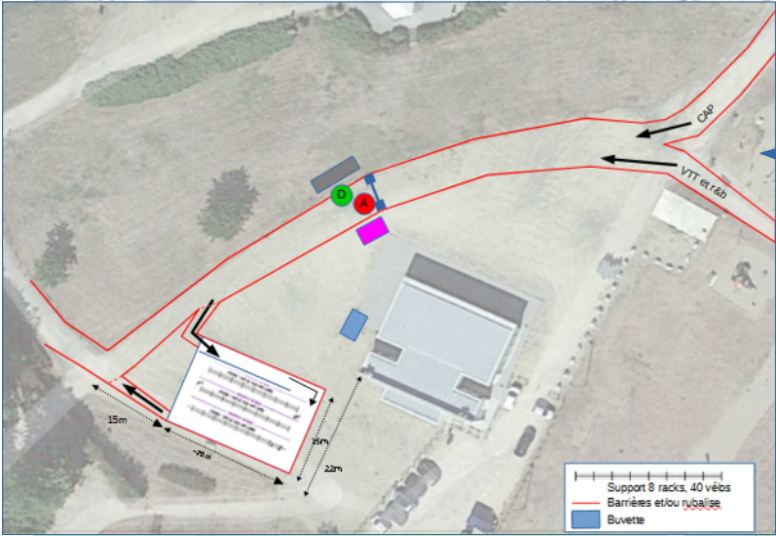 CAP
VTT et r&b
D
A
15m
15m
22m
Support 8 racks, 40 vélos
Barrières et/ou rubalise
Buvette